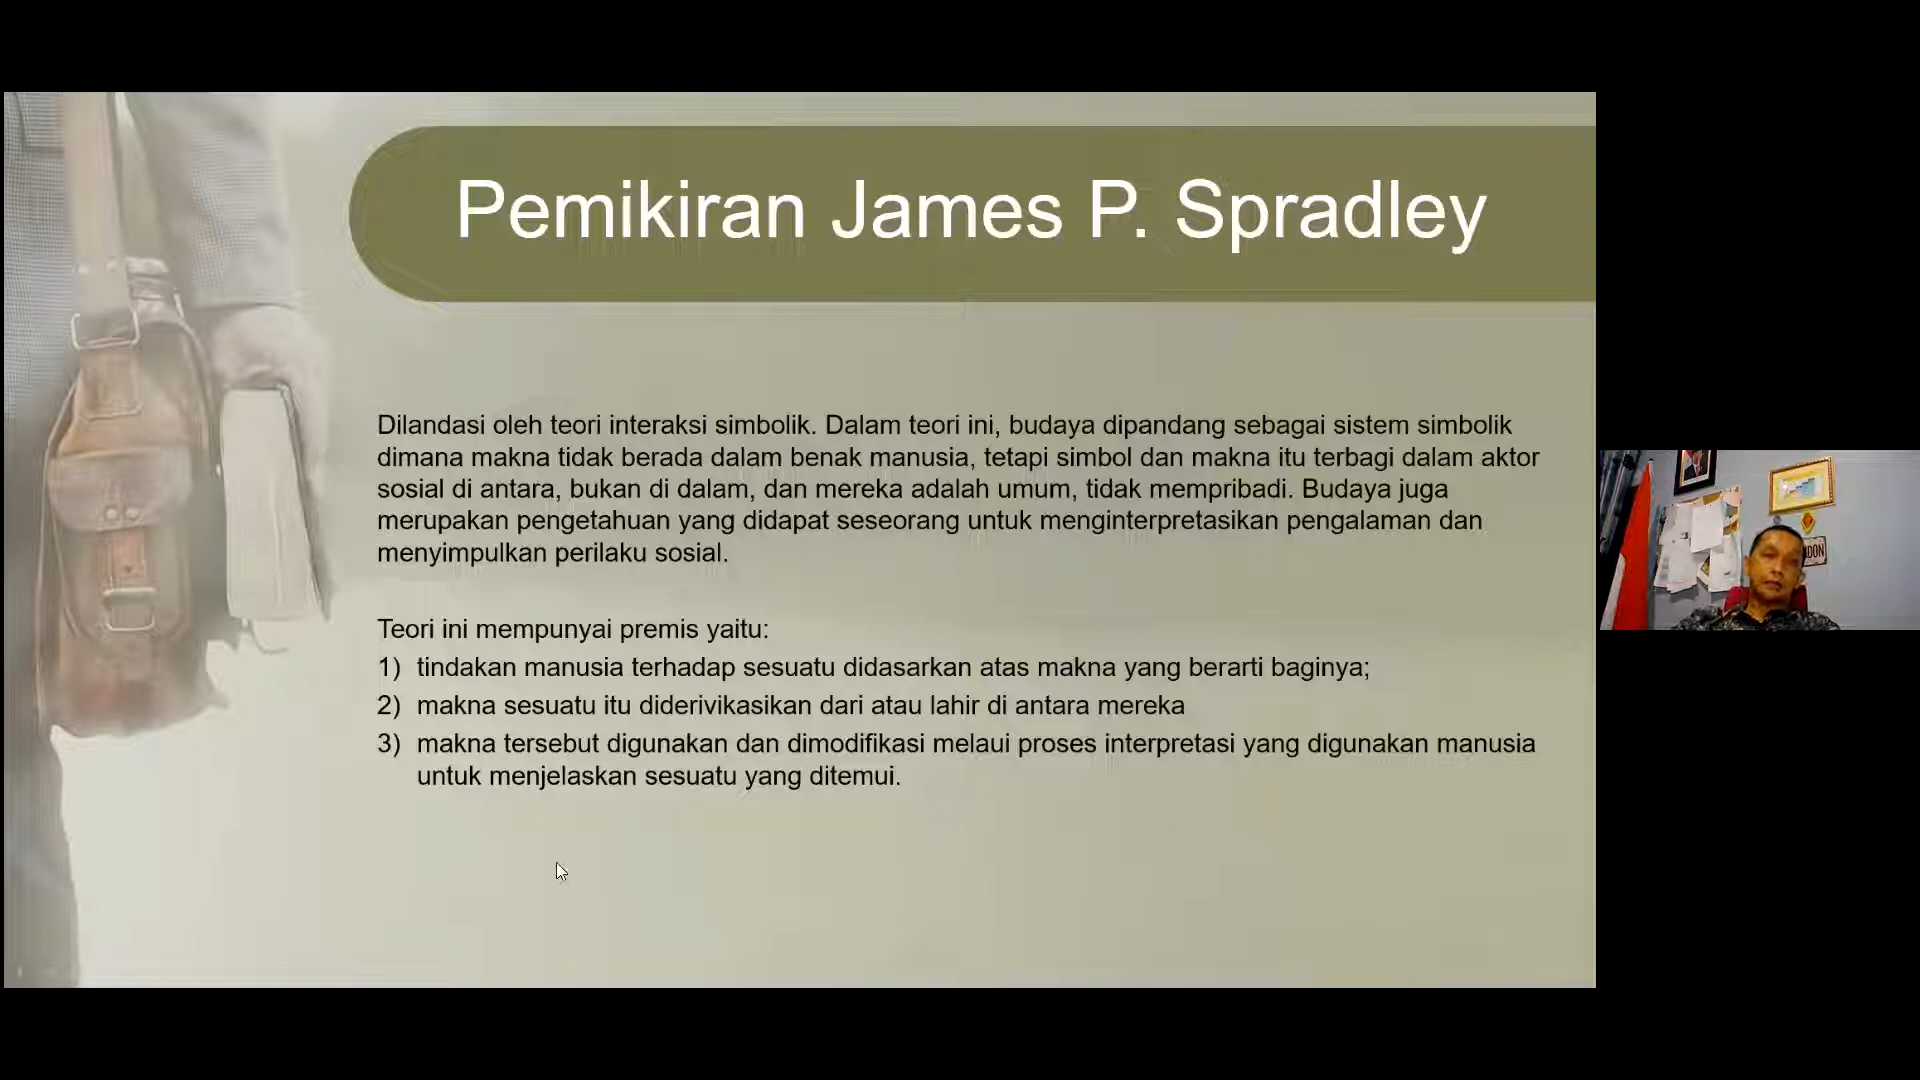 Pemikiran James P. Spradley
Dilandasi oleh teori interaksi simbolik. Dalam teori ini, budaya dipandang sebagai sistem simbolik
dimana makna tidak berada dalam benak manusia, tetapi simbol dan makna itu terbagi dalam aktor
sosial di antara, bukan di dalam, dan mereka adalah umum, tidak mempribadi. Budaya juga
merupakan pengetahuan yang didapat seseorang untuk menginterpretasikan pengalaman dan
menyimpulkan perilaku sosial.
Teori ini mempunyai premis yaitu:
1) tindakan manusia terhadap sesuatu didasarkan atas makna yang berarti baginya;
2) makna sesuatu itu diderivikasikan dari atau lahir di antara mereka
3) makna tersebut digunakan dan dimodifikasi melaui proses interpretasi yang digunakan manusia
untuk menjelaskan sesuatu yang ditemui.